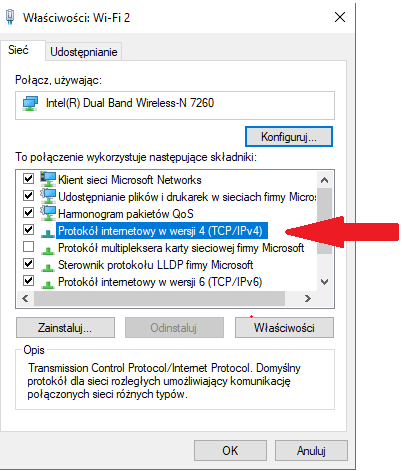 Właściwości: Wi-Fi 2
Sieć
Udostępnianie
Połącz, używając:
Intel(R) Dual Band Wireless-N 7260
Konfiguruj...
To połączenie wykorzystuje następujące składniki:
Klient sieci Microsoft Networks
Udostępnianie plików i drukarek w sieciach firmy Micros
Harmonogram pakietów QoS
Protokół internetowy w wersji 4 (TCP/IPv4)
Protokół multipleksera karty sieciowej firmy Microsoft
Sterownik protokołu LLDP firmy Microsoft
Protokół internetowy w wersji 6 (TCP/IPv6)
Zainstaluj...
Odinstaluj
Właściwości
Opis
Transmission Control Protocol/Internet Protocol. Domyślny
protokół dla sieci rozległych umożliwiający komunikację
połączonych sieci różnych typów.
OK
Anuluj